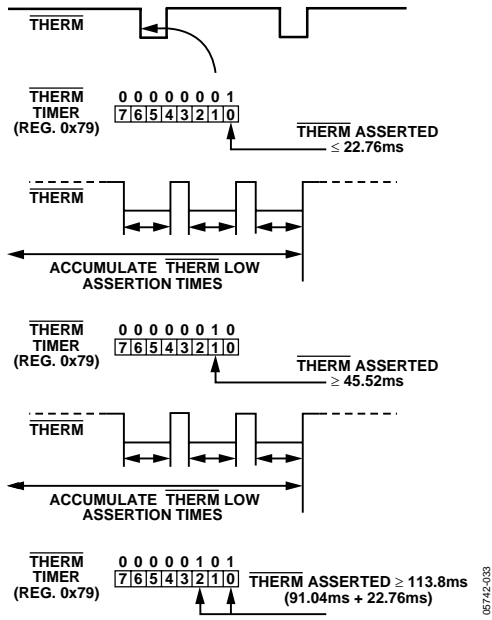 THERM
THERM
TIMER
(REG. 0x79)
0 0 0 0 0 0 0 1
7 6 5 4 3 2 1 0
THERM ASSERTED
≤ 22.76ms
THERM
ACCUMULATE THERM LOW
ASSERTION TIMES
THERM
TIMER
(REG. 0x79)
0 0 0 0 0 0 1 0
7 6 5 4 3 2 1 0
THERM ASSERTED
≥ 45.52ms
THERM
ACCUMULATE THERM LOW
ASSERTION TIMES
THERM
TIMER
(REG. 0x79)
0 0 0 0 0 1 0 1
7 6 5 4 3 2 1 0
THERM ASSERTED ≥ 113.8ms
(91.04ms + 22.76ms)
05742-033